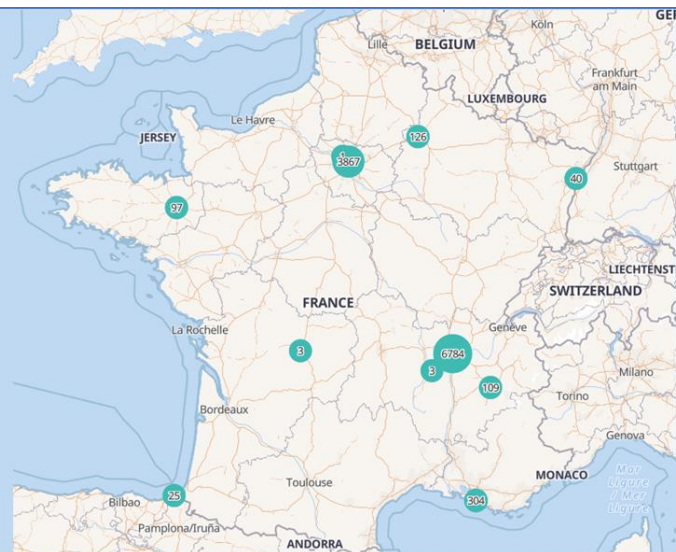 Köln
GEF
Lille
BELGIUM
Frankfurt
am Main
LUXEMBOURG
Le Havre
JERSEY
126
1
3867
Stuttgart
40
97
LIECHTENST
SWITZERLAND
FRANCE
Genève
La Rochelle
3
6784
3
Milano
109
Torino
Bordeaux
Genova
Mar
Ligure
/ Mer
Ligure
MONACO
Toulouse
25
304
Bilbao
Pamplona/Iruña
ANDORRA